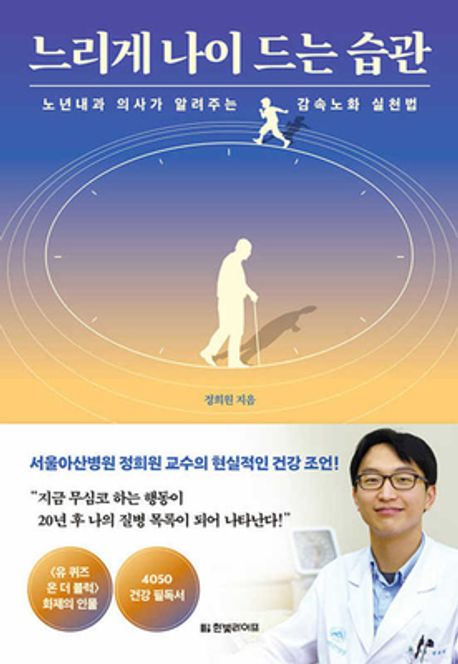 느리게 나이 드는 습관
노년내과 의사가 알려주는 감속노화 실천법
정희원 지음
서울아산병원 정희원 교수의 현실적인 건강 조언!
“지금 무심코 하는 행동이
20년 후 나의 질병 목록이 되어 나타난다!”
〈유 퀴즈
온 더 블럭〉
화제의 인물
4050
건강 필독서
한빛라이프